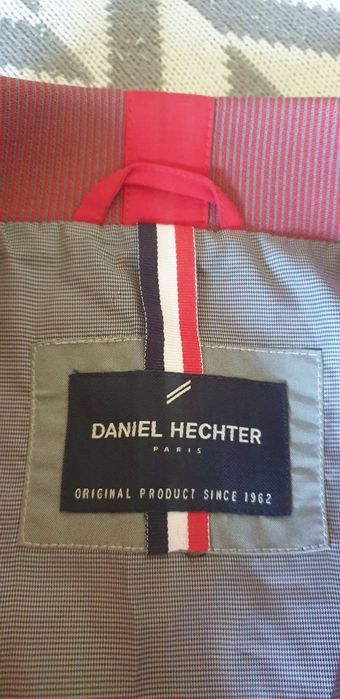 DANIEL HECHTER
PARIS
ORIGINAL PRODUCT SINCE 1962